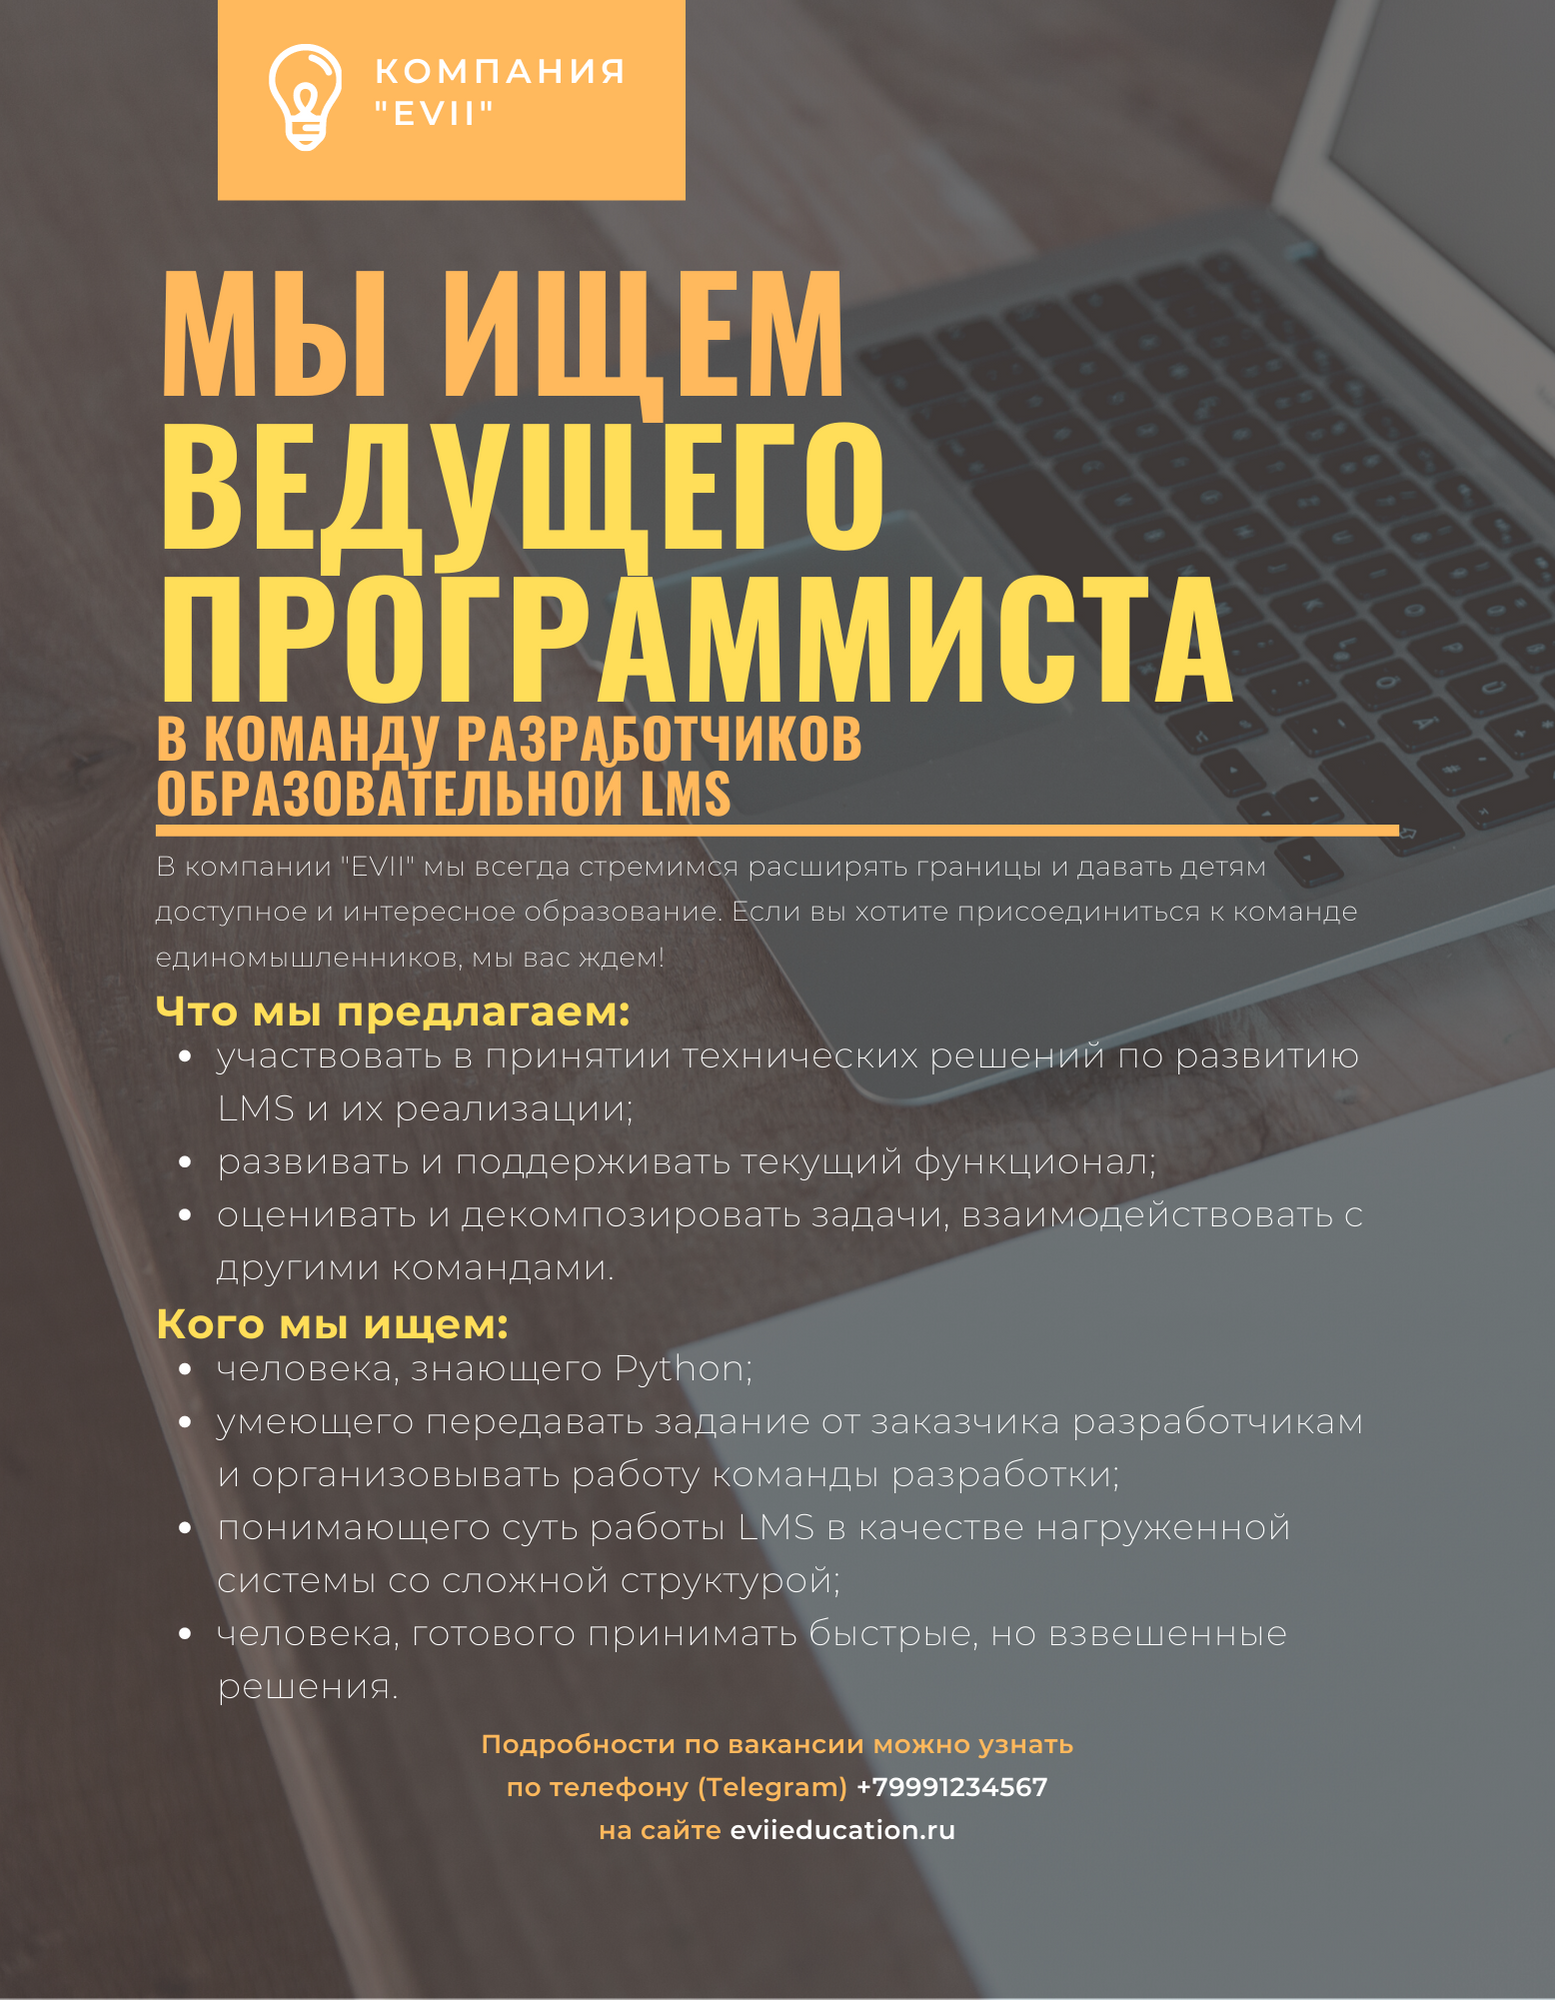 КОМПАНИЯ
"EVII"
МЫ ИЩЕМ
ВЕДУЩЕГО
ПРОГРАММИСТА
В КОМАНДУ РАЗРАБОТЧИКОВ
ОБРАЗОВАТЕЛЬНОЙ LMS
В компании "EVII" мы всегда стремимся расширять границы и давать детям
доступное и интересное образование. Если вы хотите присоединиться к команде
единомышленников, мы вас ждем!
Что мы предлагаем:
• участвовать в принятии технических решений по развитию
LMS и их реализации;
• развивать и поддерживать текущий функционал;
• оценивать и декомпозировать задачи, взаимодействовать с
другими командами.
Кого мы ищем:
• человека, знающего Python;
• умеющего передавать задание от заказчика разработчикам
и организовывать работу команды разработки;
• понимающего суть работы LMS в качестве нагруженной
системы со сложной структурой;
• человека, готового принимать быстрые, но взвешенные
решения.
Подробности по вакансии можно узнать
по телефону (Telegram) +79991234567
на сайте eviieducation.ru